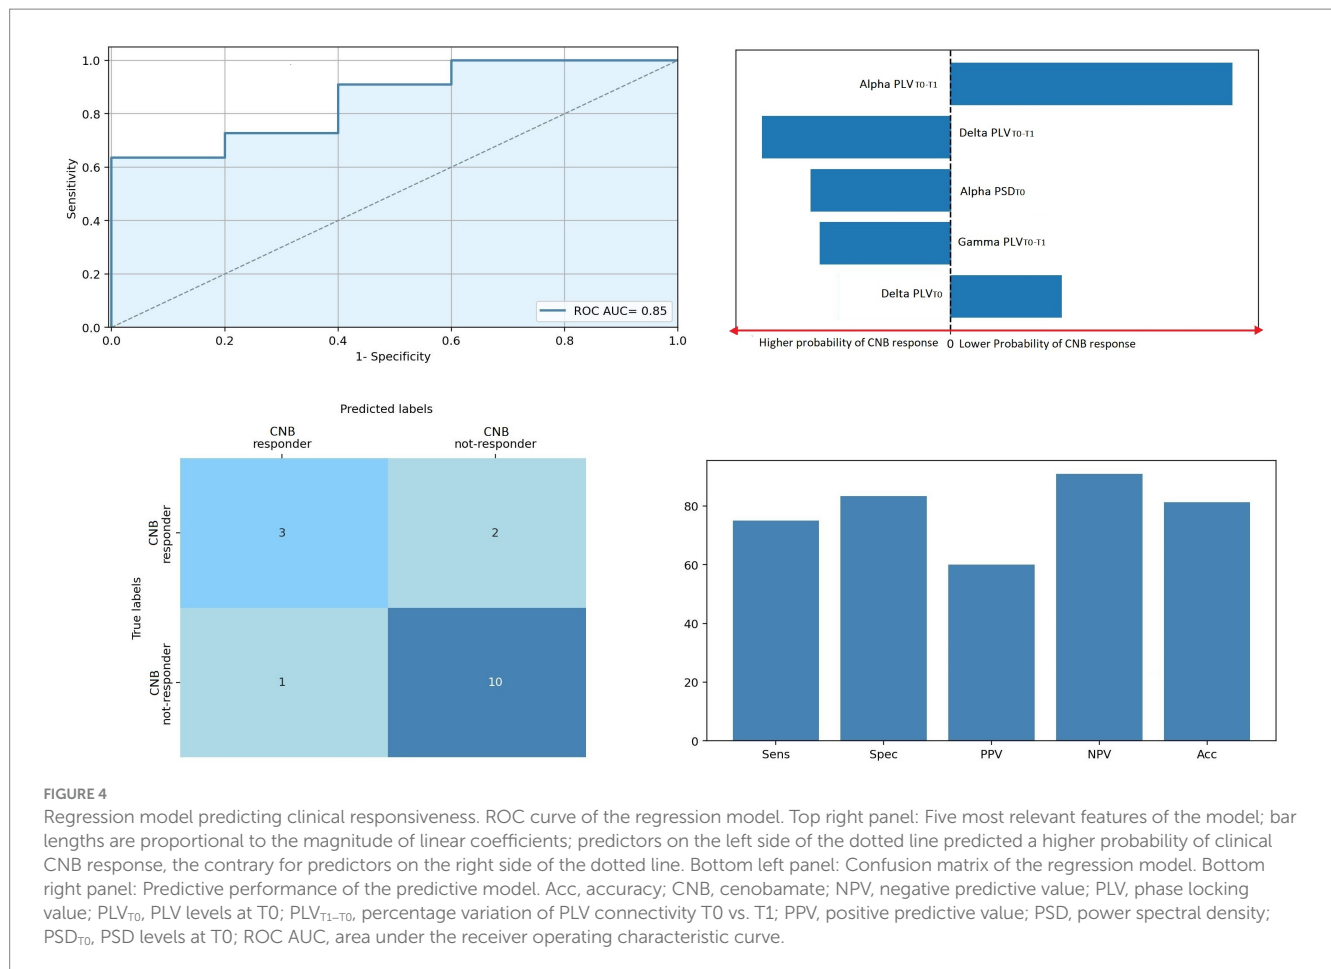 1.0
0.8
0.6
0.4
0.2
0.0
Sensitivity
0.0 0.2 0.4 0.6 0.8 1.0
1- Specificity
ROC AUC= 0.85
Alpha PLVT0-T1
Delta PLVT0-T1
Alpha PSDT0
Gamma PLVT0-T1
Delta PLVT0
Higher probability of CNB response 0 Lower Probability of CNB response
Predicted labels
CNB
responder
CNB
not-responder
True labels
CNB
responder
CNB
not-responder
3 2
1 10
80
60
40
20
0
Sens Spec PPV NPV Acc
FIGURE 4
Regression model predicting clinical responsiveness. ROC curve of the regression model. Top right panel: Five most relevant features of the model; bar
lengths are proportional to the magnitude of linear coefficients; predictors on the left side of the dotted line predicted a higher probability of clinical
CNB response, the contrary for predictors on the right side of the dotted line. Bottom left panel: Confusion matrix of the regression model. Bottom
right panel: Predictive performance of the predictive model. Acc, accuracy; CNB, cenobamate; NPV, negative predictive value; PLV, phase locking
value; PLVT0, PLV levels at T0; PLVT1–T0, percentage variation of PLV connectivity T0 vs. T1; PPV, positive predictive value; PSD, power spectral density;
PSDT0, PSD levels at T0; ROC AUC, area under the receiver operating characteristic curve.